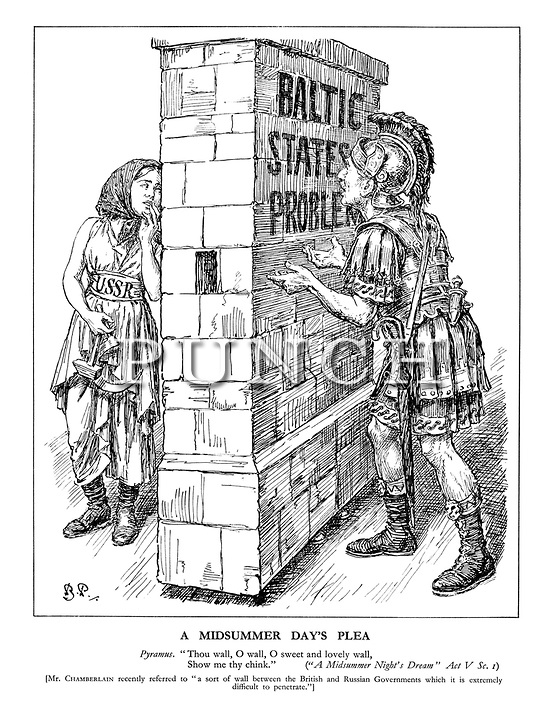 BALTIC
STATES
PROBLEM
USSR
PUNCH
B.P.
A MIDSUMMER DAY'S PLEA
Pyramus. "Thou wall, O wall, O sweet and lovely wall,
Show me thy chink." ("A Midsummer Night's Dream" Act V Sc. 1)
[Mr. CHAMBERLAIN recently referred to "a sort of wall between the British and Russian Governments which it is extremely
difficult to penetrate."]